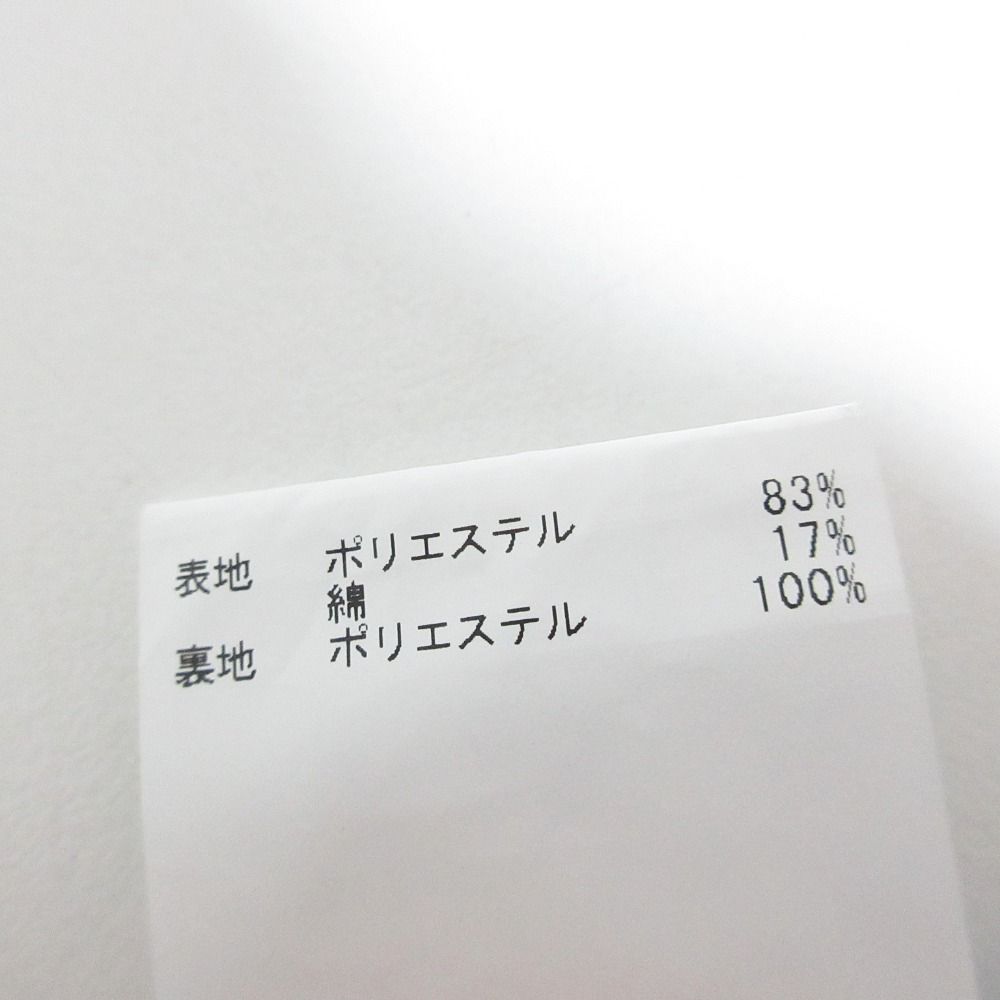 表地 ポリエステル 83%
綿 17%
裏地 ポリエステル 100%